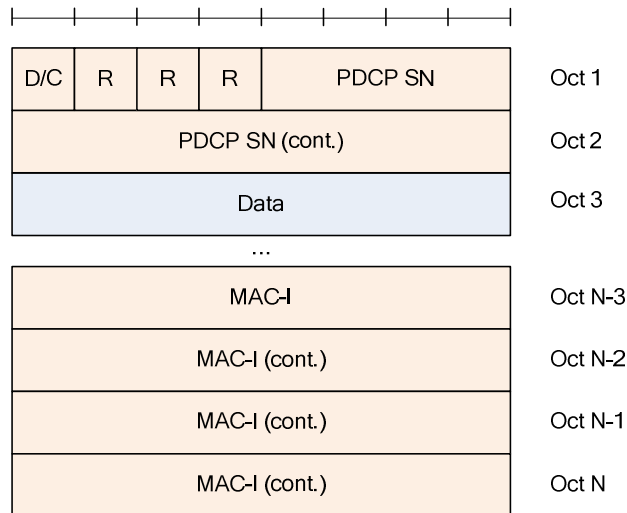 D/C R R R PDCP SN Oct 1
PDCP SN (cont.) Oct 2
Data Oct 3
...
MAC-I Oct N-3
MAC-I (cont.) Oct N-2
MAC-I (cont.) Oct N-1
MAC-I (cont.) Oct N